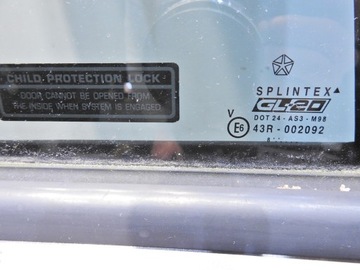 CHILD PROTECTION LOCK
DOOR CANNOT BE OPENED FROM
THE INSIDE WHEN SYSTEM IS ENGAGED
SPLINTEX
GL-20
DOT 24 - AS3 - M98
V
E6 43R - 002092